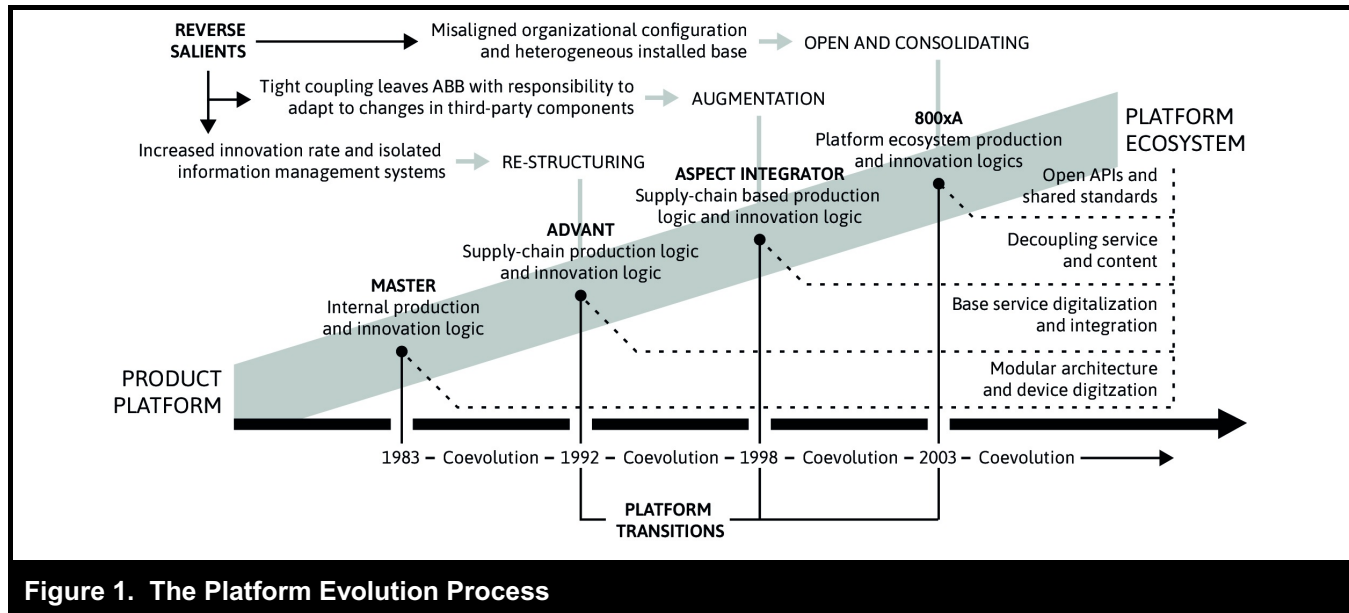 REVERSE
SALIENTS
Misaligned organizational configuration
and heterogeneous installed base
OPEN AND CONSOLIDATING
Tight coupling leaves ABB with responsibility to
adapt to changes in third-party components
AUGMENTATION
Increased innovation rate and isolated
information management systems
RE-STRUCTURING
800xA
Platform ecosystem production
and innovation logics
PLATFORM
ECOSYSTEM
ASPECT INTEGRATOR
Supply-chain based production
logic and innovation logic
ADVANT
Supply-chain production logic
and innovation logic
MASTER
Internal production
and innovation logic
Open APIs and
shared standards
Decoupling service
and content
Base service digitalization
and integration
Modular architecture
and device digitzation
PRODUCT
PLATFORM
1983 – Coevolution – 1992 – Coevolution – 1998 – Coevolution – 2003 – Coevolution
PLATFORM
TRANSITIONS
Figure 1. The Platform Evolution Process